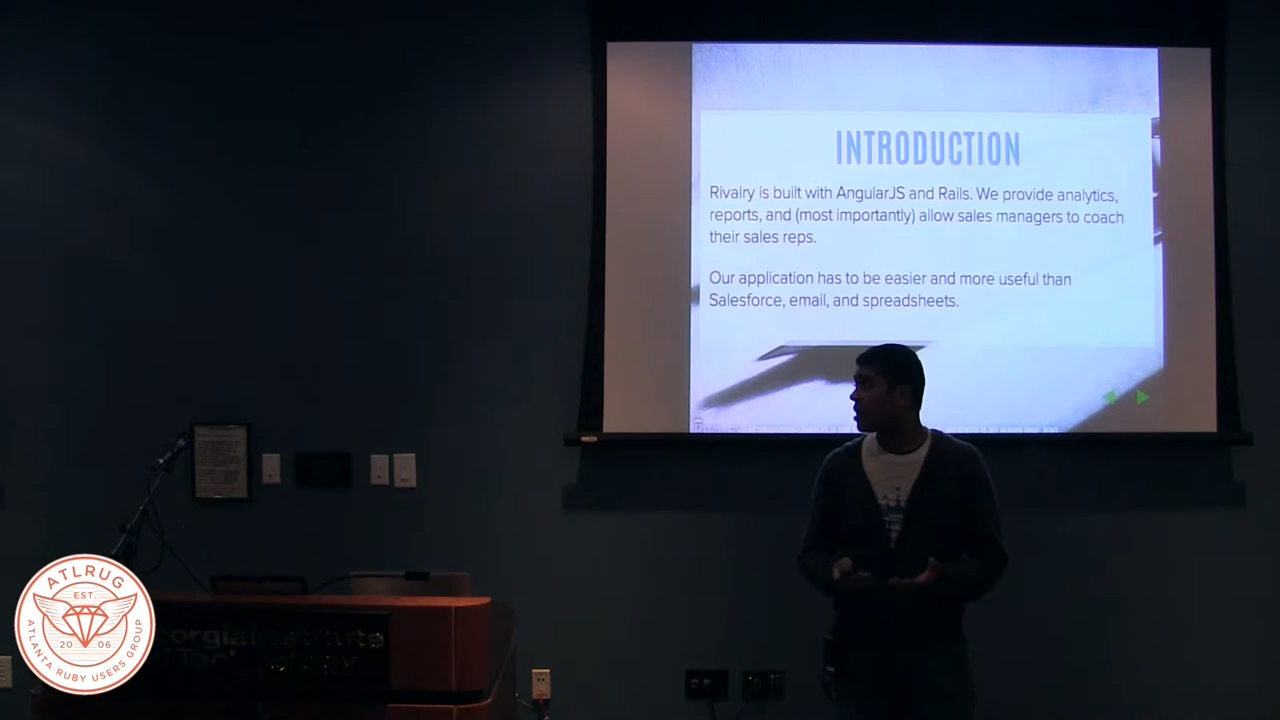 INTRODUCTION
Rivalry is built with AngularJS and Rails. We provide analytics,
reports, and (most importantly) allow sales managers to coach
their sales reps.
Our application has to be easier and more useful than
Salesforce, email, and spreadsheets.
ATLRUG
EST.
20 06
ATLANTA RUBY USERS GROUP
Institute